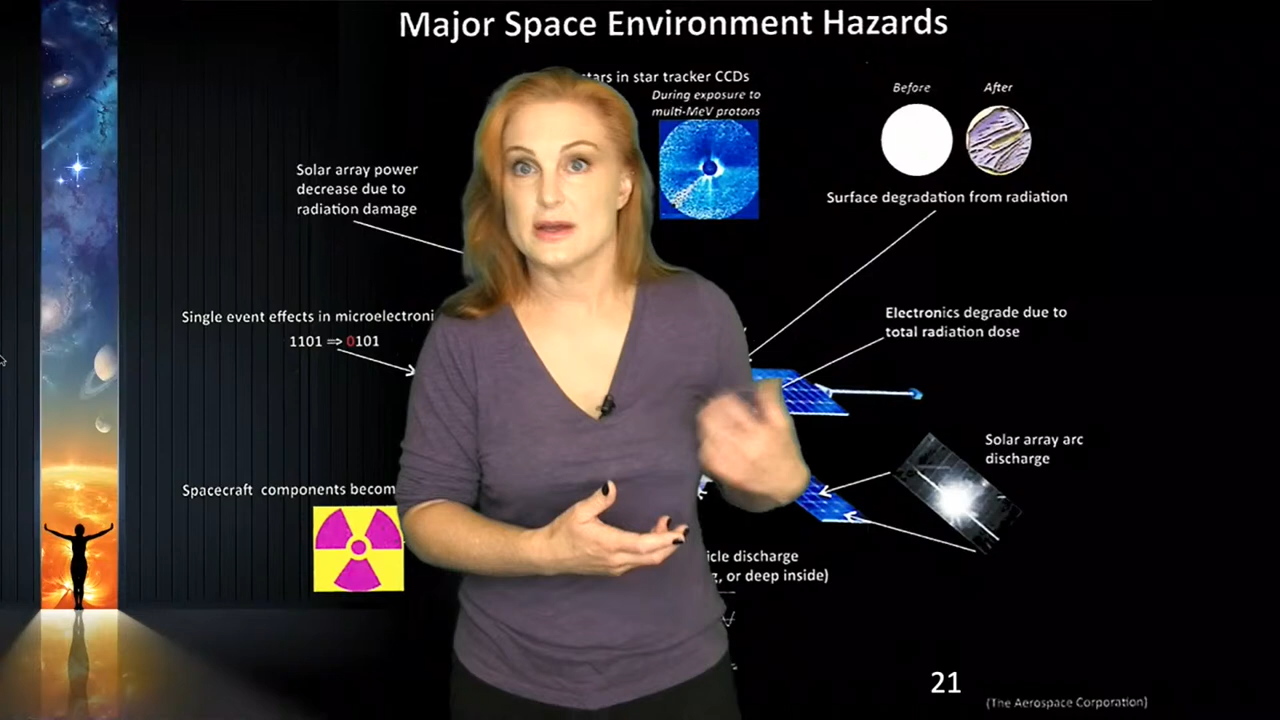 Major Space Environment Hazards
stars in star tracker CCDs
During exposure to
multi-MeV protons
Before After
Surface degradation from radiation
Solar array power
decrease due to
radiation damage
Electronics degrade due to
total radiation dose
Single event effects in microelectroni
1101 ⇒ 0101
Solar array arc
discharge
Spacecraft components becom
icle discharge
, or deep inside)
21
(The Aerospace Corporation)